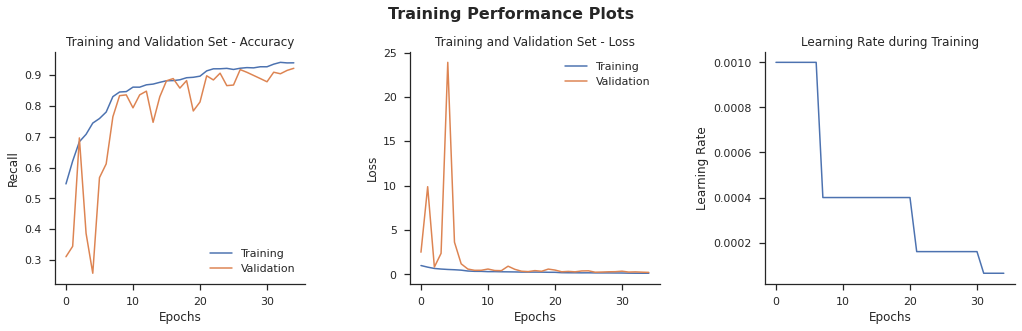 Training Performance Plots
Training and Validation Set - Accuracy
Recall
0.9
0.8
0.7
0.6
0.5
0.4
0.3
Training
Validation
0
10
20
30
Epochs
Training and Validation Set - Loss
Loss
25
20
15
10
5
0
Training
Validation
0
10
20
30
Epochs
Learning Rate during Training
Learning Rate
0.0010
0.0008
0.0006
0.0004
0.0002
0
10
20
30
Epochs